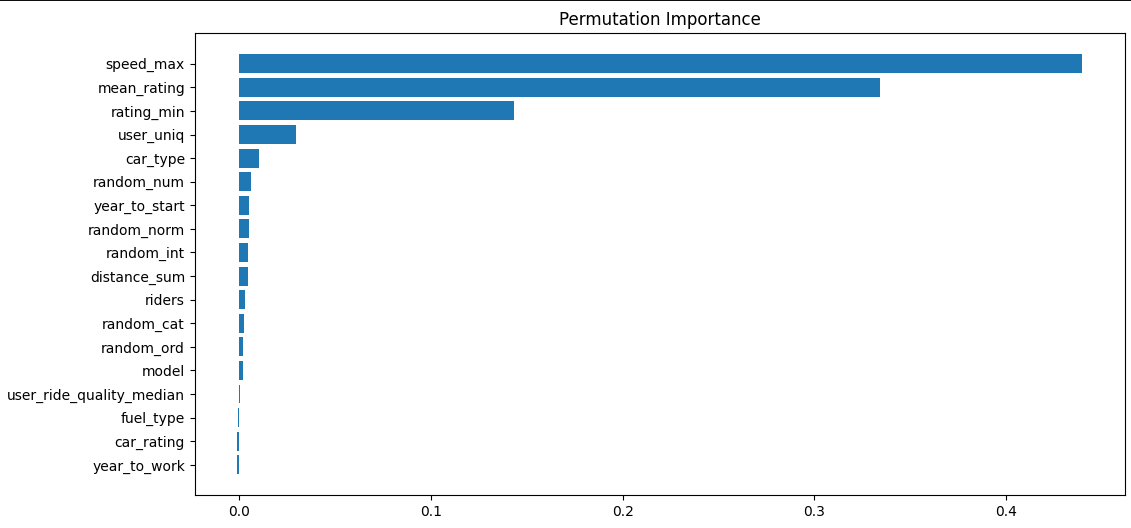 Permutation Importance
speed_max
mean_rating
rating_min
user_uniq
car_type
random_num
year_to_start
random_norm
random_int
distance_sum
riders
random_cat
random_ord
model
user_ride_quality_median
fuel_type
car_rating
year_to_work
0.0 0.1 0.2 0.3 0.4